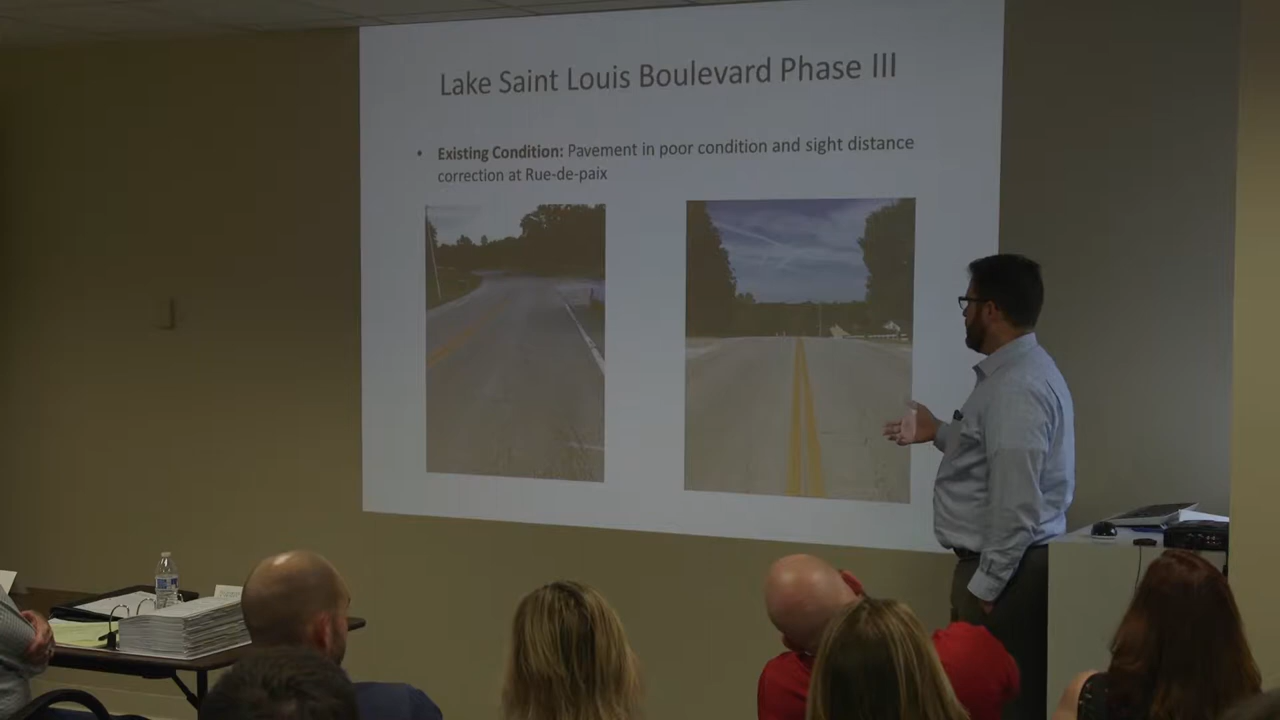 Lake Saint Louis Boulevard Phase III
• Existing Condition: Pavement in poor condition and sight distance
correction at Rue-de-paix